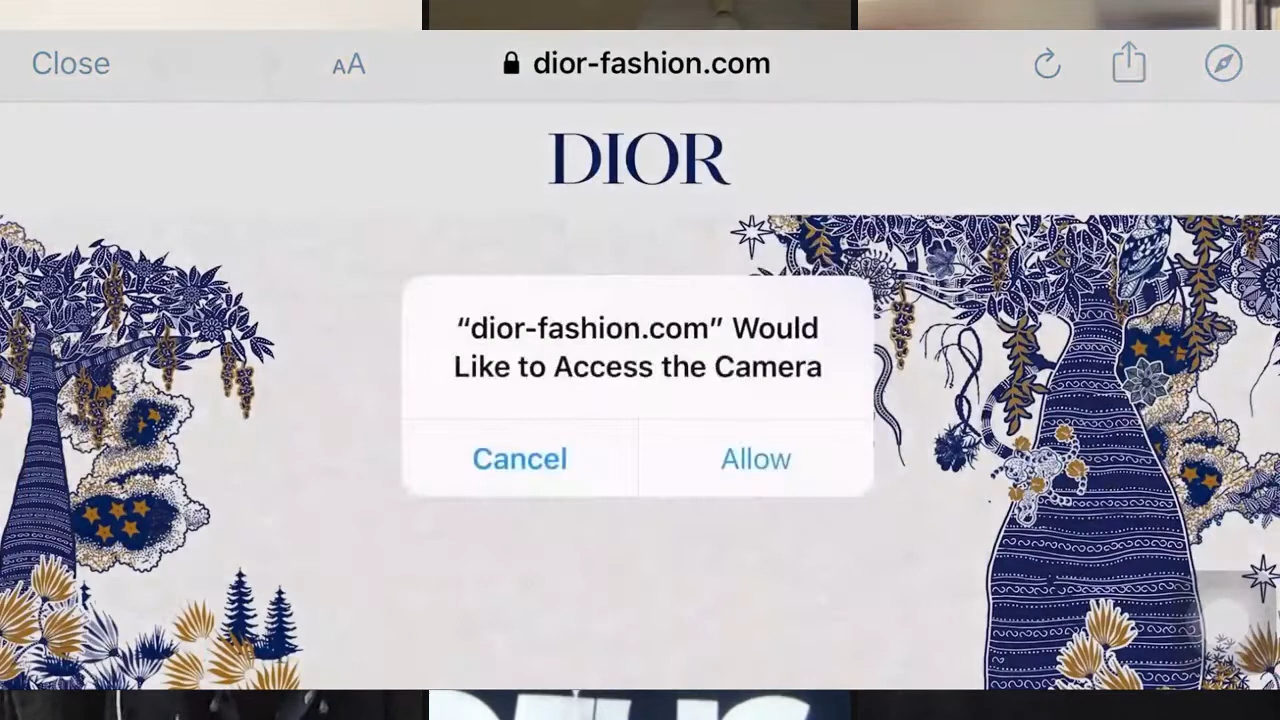 Close
AA
dior-fashion.com
DIOR
“dior-fashion.com” Would
Like to Access the Camera
Cancel
Allow